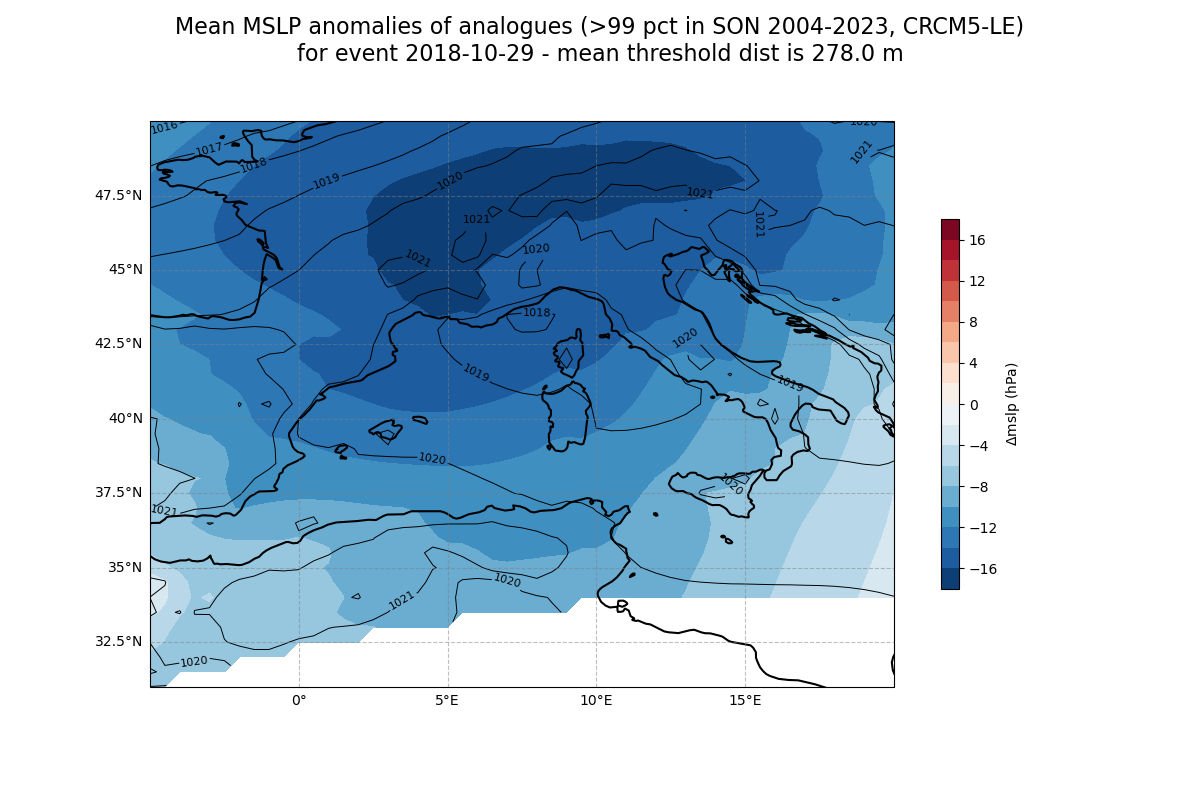 Mean MSLP anomalies of analogues (>99 pct in SON 2004-2023, CRCM5-LE)
for event 2018-10-29 - mean threshold dist is 278.0 m
1016
1017
1018
1019
1020
1021
1020
1021
1021
1021
1020
1021
1018
1019
1020
1019
1020
1020
1021
1020
1021
1020
47.5°N
45°N
42.5°N
40°N
37.5°N
35°N
32.5°N
0°
5°E
10°E
15°E
16
12
8
4
0
−4
−8
−12
−16
Δmslp (hPa)